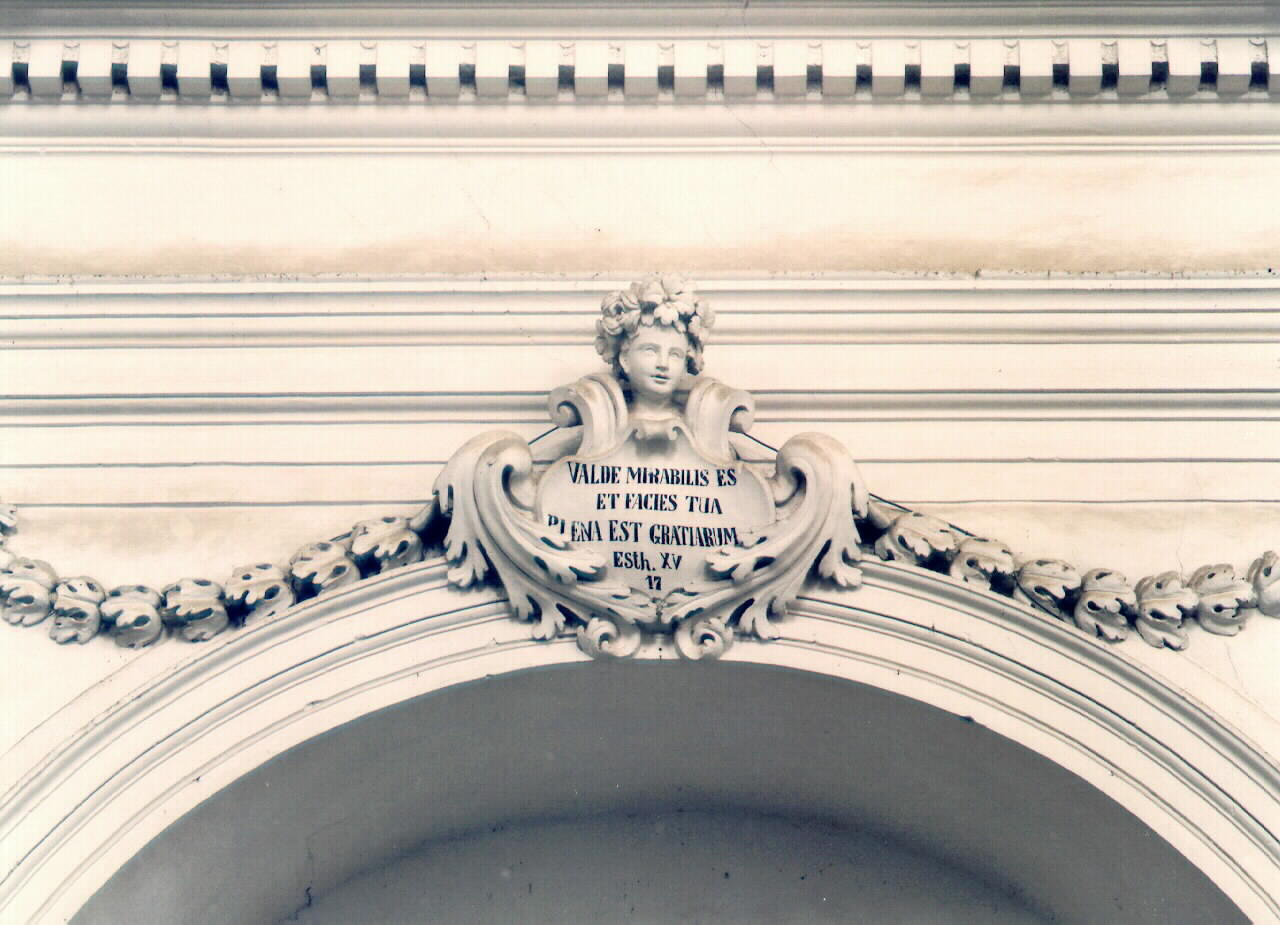 VALDE MIRABILIS ES
ET FACIES TUA
PLENA EST GRATIARUM
Esth. XV
17